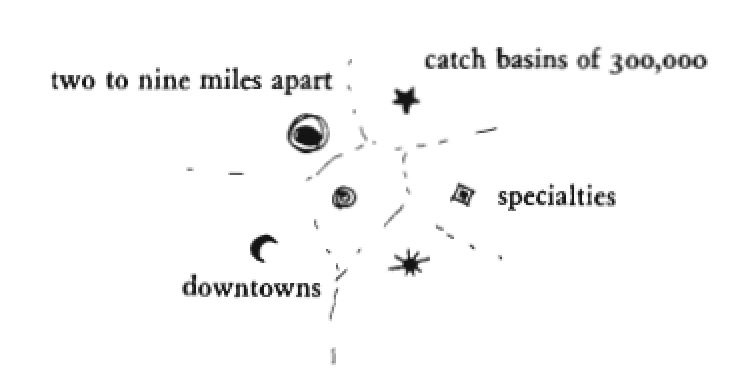 catch basins of 300,000
two to nine miles apart
specialties
downtowns